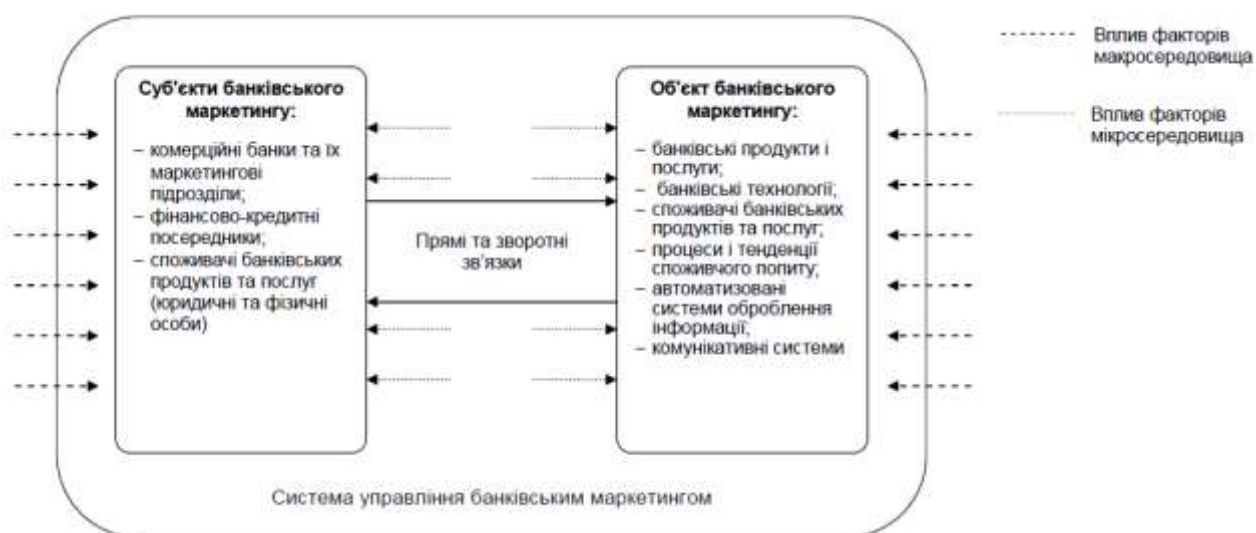 Суб'єкти банківського
маркетингу:
– комерційні банки та їх
маркетингові
підрозділи;
– фінансово-кредитні
посередники;
– споживачі банківських
продуктів та послуг
(юридичні та фізичні
особи)
Прямі та зворотні
зв'язки
Об'єкт банківського
маркетингу:
– банківські продукти і
послуги;
– банківські технології;
– споживачі банківських
продуктів та послуг;
– процеси і тенденції
споживчого попиту;
– автоматизовані
системи оброблення
інформації;
– комунікативні системи
Система управління банківським маркетингом
Вплив факторів
макросередовища
Вплив факторів
мікросередовища